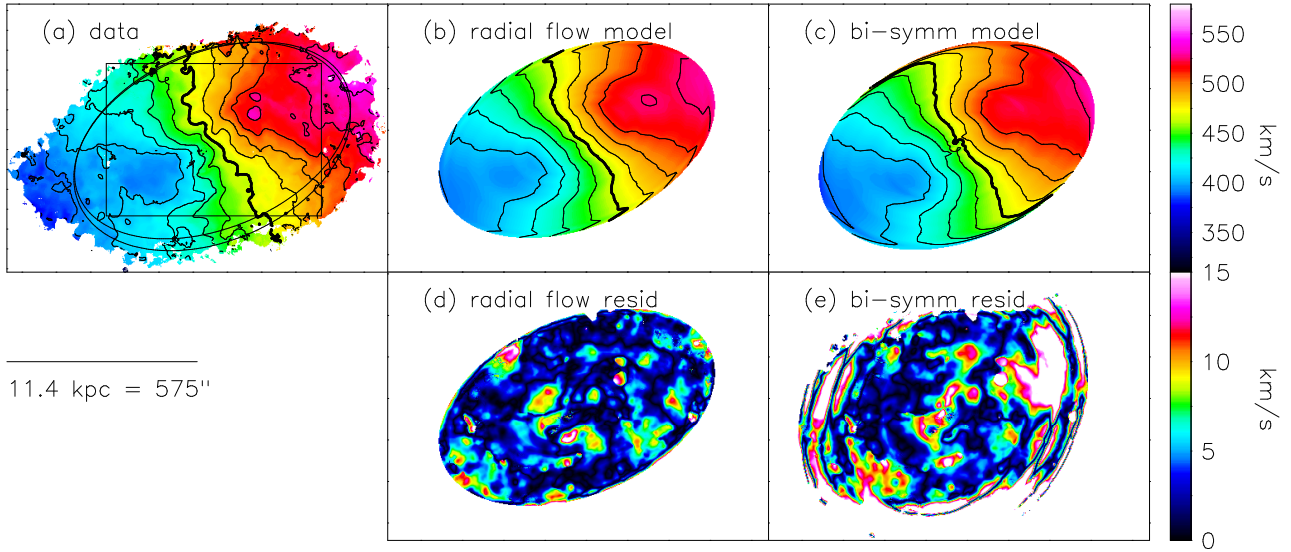 (a) data
(b) radial flow model
(c) bi-symm model
550
500
450
400
350
km/s
(d) radial flow resid
(e) bi-symm resid
15
10
5
0
km/s
11.4 kpc = 575"